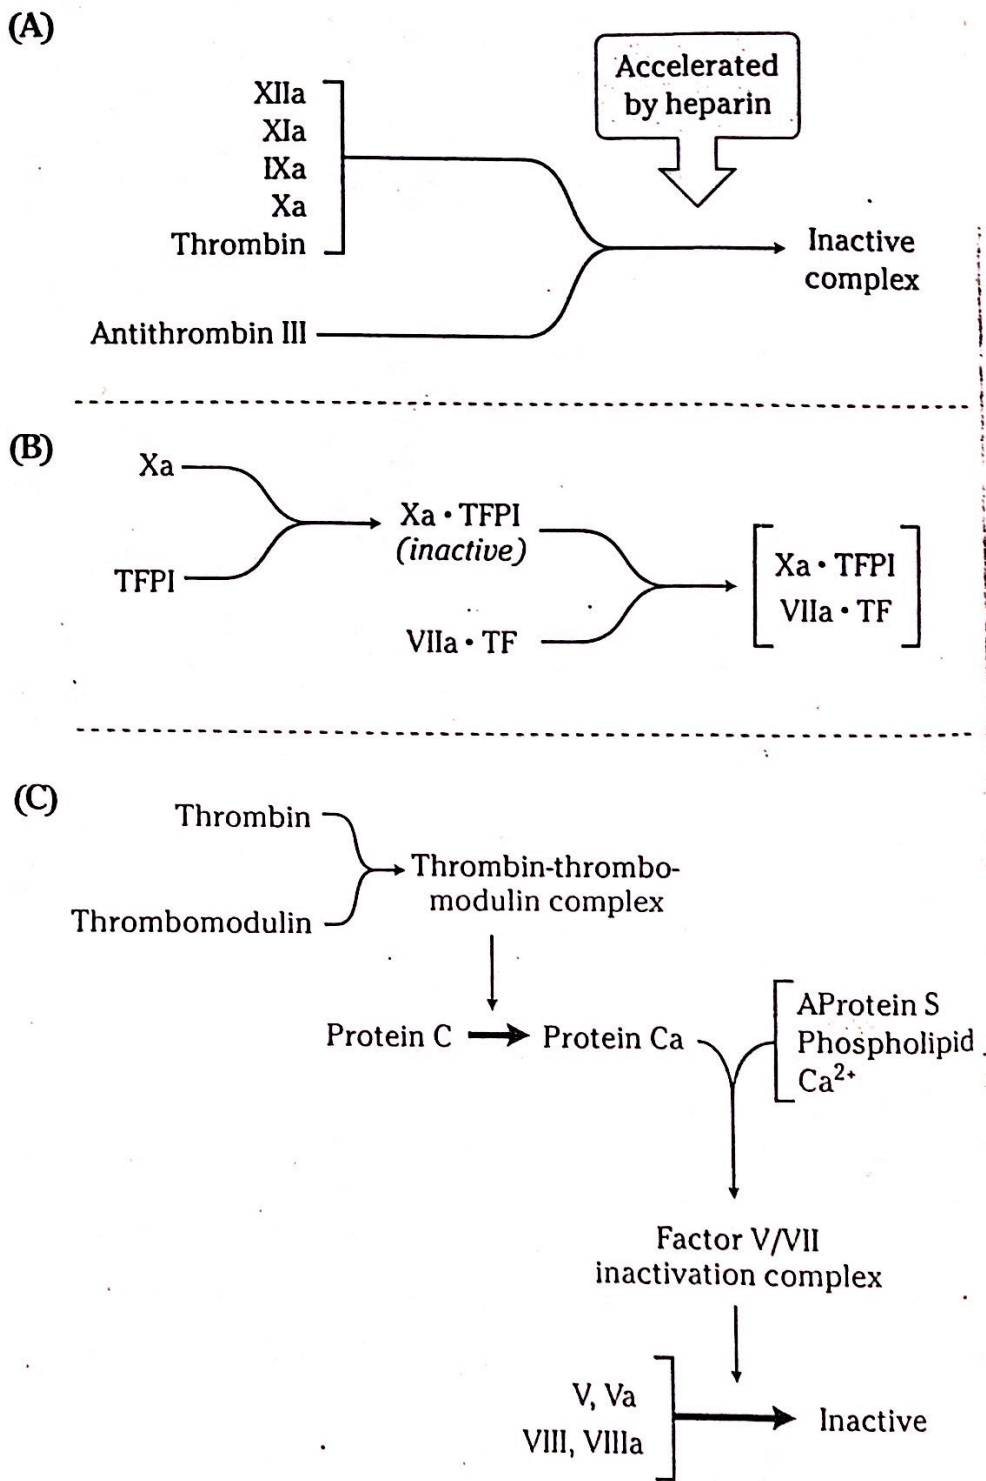 (A)
Accelerated
by heparin
XIIa
XIa
IXa
Xa
Thrombin
Inactive
complex
Antithrombin III
(B)
Xa
TFPI
Xa • TFPI
(inactive)
VIIa • TF
Xa • TFPI
VIIa • TF
(C)
Thrombin
Thrombomodulin
Thrombin-thrombo-
modulin complex
Protein C
Protein Ca
AProtein S
Phospholipid
Ca²⁺
Factor V/VII
inactivation complex
V, Va
VIII, VIIIa
Inactive